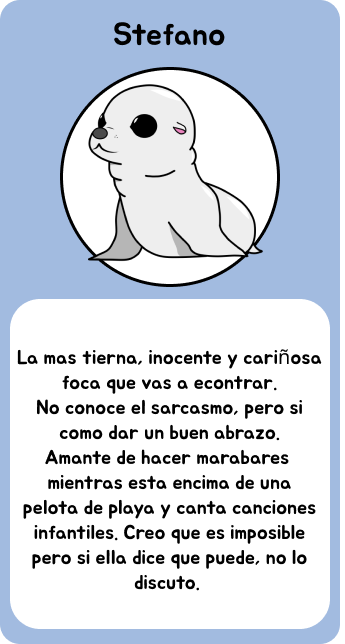 Stefano
La mas tierna, inocente y cariñosa
foca que vas a econtrar.
No conoce el sarcasmo, pero si
como dar un buen abrazo.
Amante de hacer marabares
mientras esta encima de una
pelota de playa y canta canciones
infantiles. Creo que es imposible
pero si ella dice que puede, no lo
discuto.